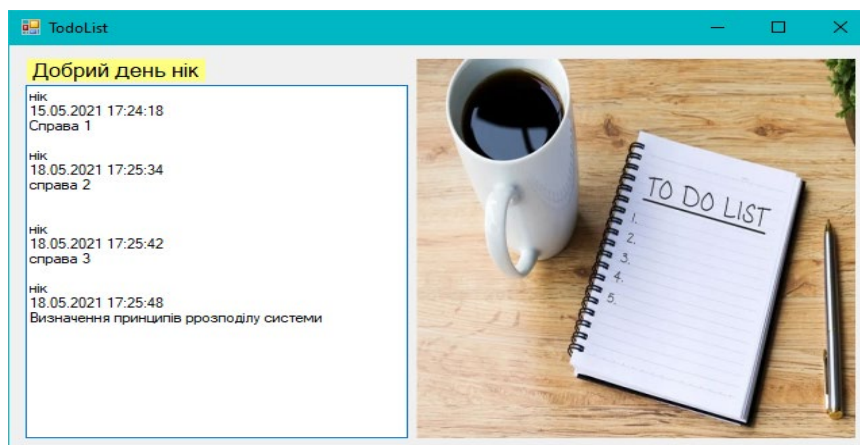 TodoList
Добрий день нік
нік
15.05.2021 17:24:18
Справа 1
нік
18.05.2021 17:25:34
справа 2
нік
18.05.2021 17:25:42
справа 3
нік
18.05.2021 17:25:48
Визначення принципів ррозподілу системи
TO DO LIST
1.
2.
3.
4.
5.